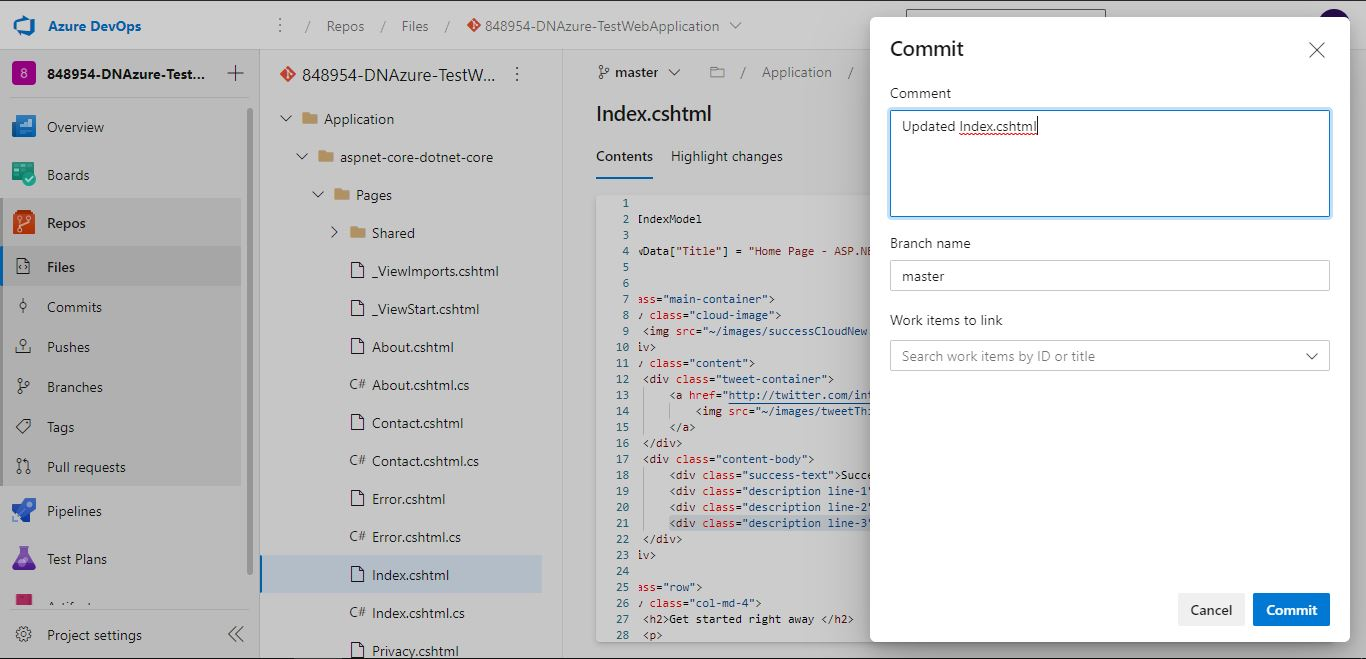 Azure DevOps
/ Repos / Files / 848954-DNAzure-TestWebApplication
8 848954-DNAzure-Test...
Overview
Boards
Repos
Files
Commits
Pushes
Branches
Tags
Pull requests
Pipelines
Test Plans
Project settings
848954-DNAzure-TestW...
Application
aspnet-core-dotnet-core
Pages
Shared
_ViewImports.cshtml
_ViewStart.cshtml
About.cshtml
C# About.cshtml.cs
Contact.cshtml
C# Contact.cshtml.cs
Error.cshtml
C# Error.cshtml.cs
Index.cshtml
C# Index.cshtml.cs
Privacy.cshtml
master / Application /
Index.cshtml
Contents Highlight changes
1
2 IndexModel
3
4 wData["Title"] = "Home Page - ASP.NE
5
6
7 ass="main-container">
8 class="cloud-image">
9 <img src="~/images/successCloudNew
10 iv>
11 class="content">
12 <div class="tweet-container">
13 <a href="http://twitter.com/int
14 <img src="~/images/tweetThi
15 </a>
16 </div>
17 <div class="content-body">
18 <div class="success-text">Succe
19 <div class="description line-1"
20 <div class="description line-2"
21 <div class="description line-3"
22 </div>
23 iv>
24
25 ass="row">
26 class="col-md-4">
27 <h2>Get started right away </h2>
28 <p>
Commit
Comment
Updated Index.cshtml
Branch name
master
Work items to link
Search work items by ID or title
Cancel Commit